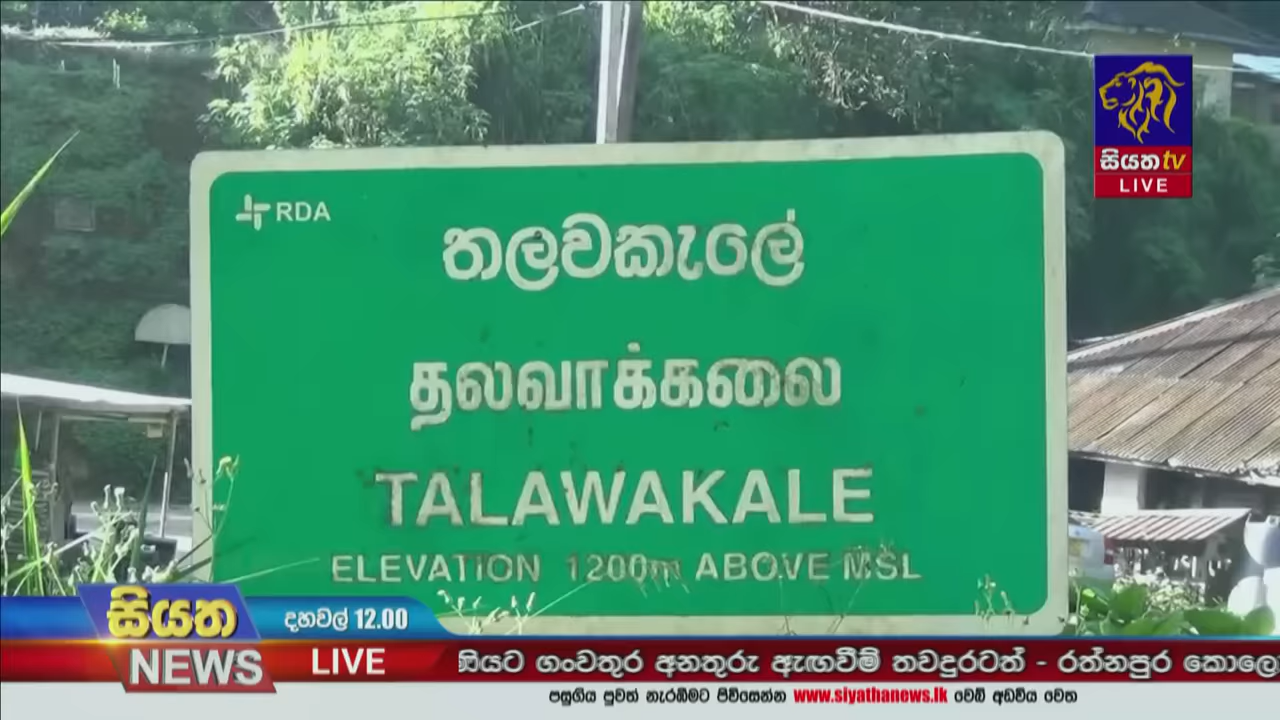 RDA
තලවකැලේ
தலவாக்கலை
TALAWAKALE
ELEVATION 1200m ABOVE MSL
සියත tv
LIVE
සියත
NEWS
දහවල් 12.00
LIVE
ගංවතුර අනතුරු ඇඟවීම් තවදුරටත් - රත්නපුර
පසුගිය පුවත් නැරඹීමට පිවිසෙන්න www.siyathanews.lk වෙබ් අඩවිය වෙත